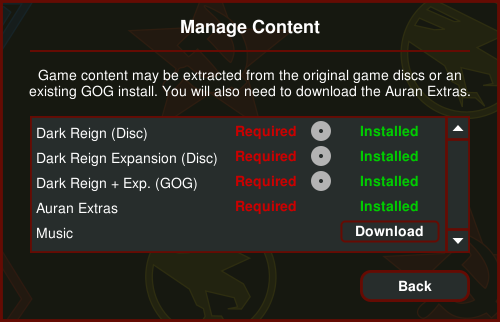 Manage Content
Game content may be extracted from the original game discs or an
existing GOG install. You will also need to download the Auran Extras.
Dark Reign (Disc) Required Installed
Dark Reign Expansion (Disc) Required Installed
Dark Reign + Exp. (GOG) Required Installed
Auran Extras Required Installed
Music Download
Back